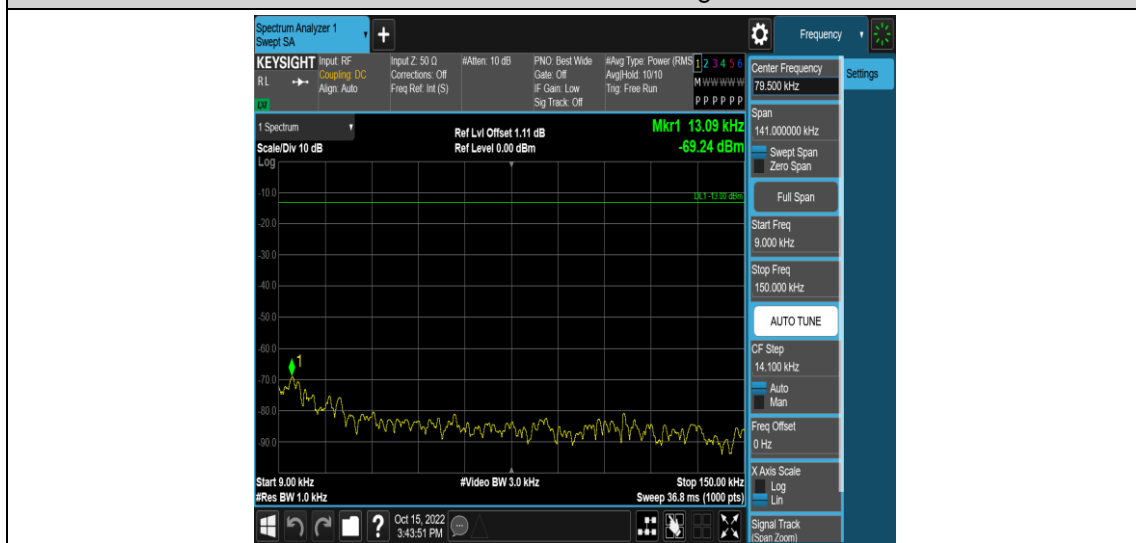 Spectrum Analyzer 1
Swept SA
Frequency
KEYSIGHT
RL
LXI
Input: RF
Coupling: DC
Align: Auto
Input Z: 50 Ω
Corrections: Off
Freq Ref: Int (S)
#Atten: 10 dB
PNO: Best Wide
Gate: Off
IF Gain: Low
Sig Track: Off
#Avg Type: Power (RMS
Avg|Hold: 10/10
Trig: Free Run
1 2 3 4 5 6
M W W W W W
P P P P P P
Center Frequency
79.500 kHz
Settings
Span
141.000000 kHz
Swept Span
Zero Span
Full Span
Start Freq
9.000 kHz
Stop Freq
150.000 kHz
AUTO TUNE
CF Step
14.100 kHz
Auto
Man
Freq Offset
0 Hz
X Axis Scale
Log
Lin
Signal Track
(Span Zoom)
1 Spectrum
Scale/Div 10 dB
Log
Ref Lvl Offset 1.11 dB
Ref Level 0.00 dBm
Mkr1 13.09 kHz
-69.24 dBm
DL1 -13.00 dBm
-10.0
-20.0
-30.0
-40.0
-50.0
-60.0
-70.0
-80.0
-90.0
1
Start 9.00 kHz
#Video BW 3.0 kHz
Stop 150.00 kHz
#Res BW 1.0 kHz
Sweep 36.8 ms (1000 pts)
?
Oct 15, 2022
3:43:51 PM